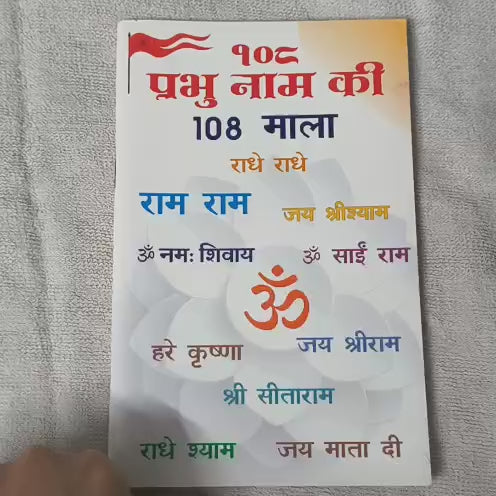 १०८
प्रभु नाम की
108 माला
राधे राधे
राम राम
जय श्रीश्याम
ॐ नमः शिवाय
ॐ साईं राम
ॐ
हरे कृष्णा
जय श्रीराम
श्री सीताराम
राधे श्याम
जय माता दी